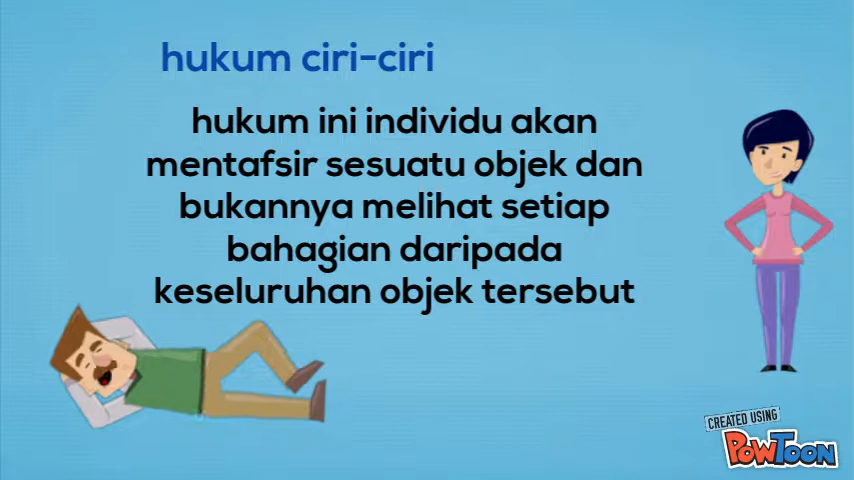 hukum ciri-ciri
hukum ini individu akan
mentafsir sesuatu objek dan
bukannya melihat setiap
bahagian daripada
keseluruhan objek tersebut
CREATED USING
POWTOON